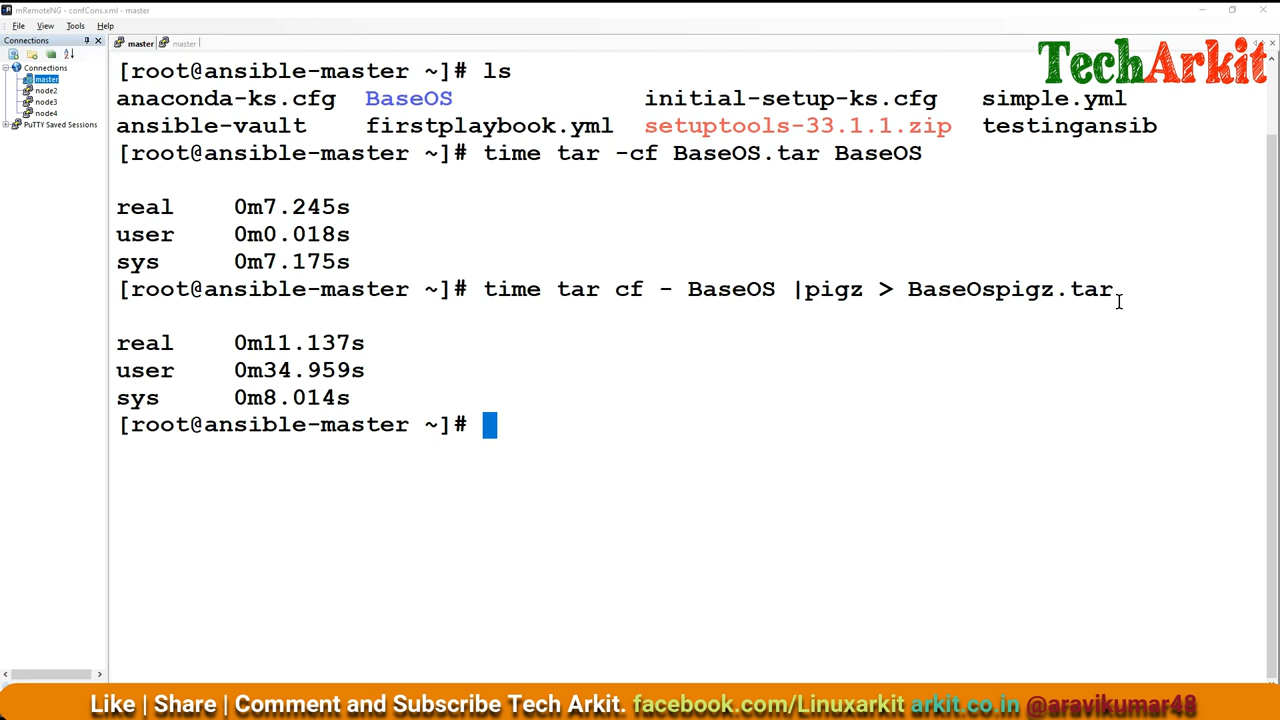 mRemoteNG - confCons.xml - master
File View Tools Help
Connections
master
master
TechArkit
Connections
master
node2
node3
node4
PuTTY Saved Sessions
[root@ansible-master ~]# ls
anaconda-ks.cfg BaseOS initial-setup-ks.cfg simple.yml
ansible-vault firstplaybook.yml setuptools-33.1.1.zip testingansib
[root@ansible-master ~]# time tar -cf BaseOS.tar BaseOS
real 0m7.245s
user 0m0.018s
sys 0m7.175s
[root@ansible-master ~]# time tar cf - BaseOS |pigz > BaseOspigz.tar
real 0m11.137s
user 0m34.959s
sys 0m8.014s
[root@ansible-master ~]#
Like | Share | Comment and Subscribe Tech Arkit. facebook.com/Linuxarkit arkit.co.in @aravikumar48